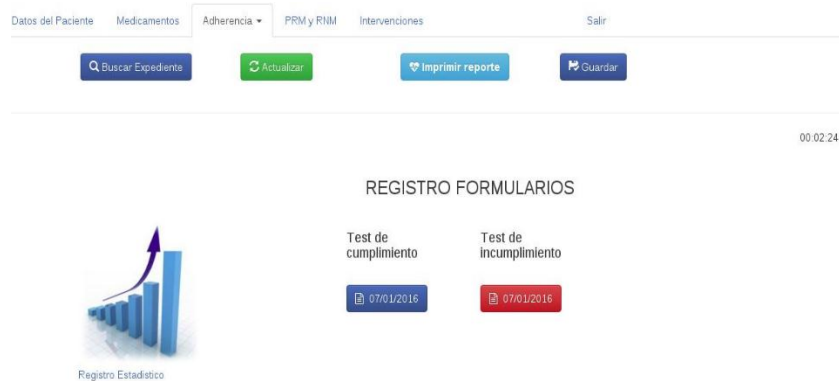 Datos del Paciente Medicamentos Adherencia PRM y RNM Intervenciones Salir
Buscar Expediente Actualizar Imprimir reporte Guardar
00:02:24
REGISTRO FORMULARIOS
Test de cumplimiento
Test de incumplimiento
07/01/2016 07/01/2016
Registro Estadistico